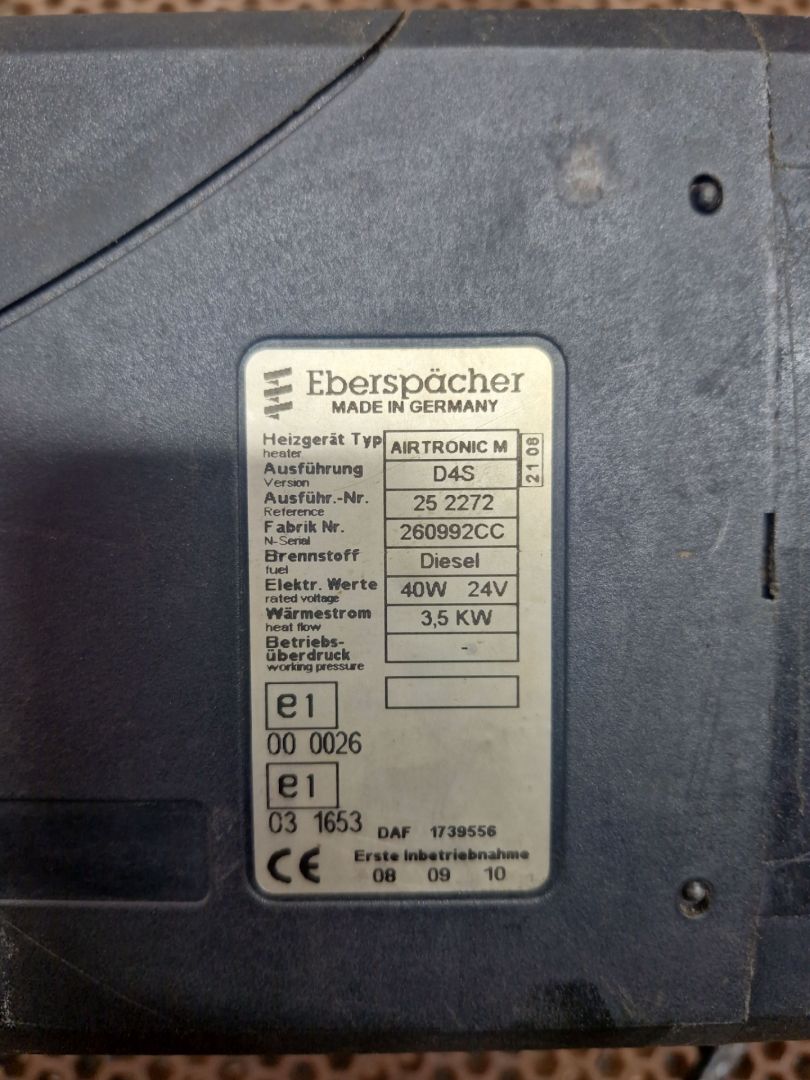 Eberspächer
MADE IN GERMANY
Heizgerät Typ AIRTRONIC M 21 08
heater
Ausführung D4S
Version
Ausführ.-Nr. 25 2272
Reference
Fabrik Nr. 260992CC
N-Serial
Brennstoff Diesel
fuel
Elektr. Werte 40W 24V
rated voltage
Wärmestrom 3,5 KW
heat flow
Betriebs-
überdruck -
working pressure
e1
00 0026
e1
03 1653 DAF 1739556
CE Erste Inbetriebnahme
08 09 10